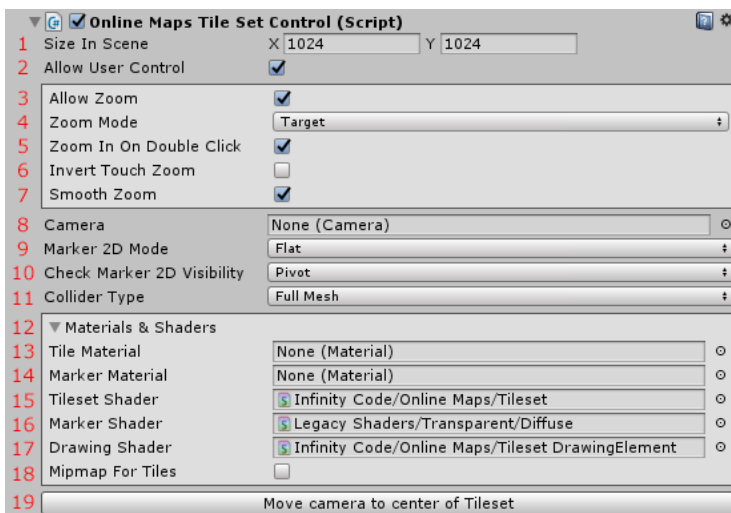 Online Maps Tile Set Control (Script)
1 Size In Scene X 1024 Y 1024
2 Allow User Control
3 Allow Zoom
4 Zoom Mode Target
5 Zoom In On Double Click
6 Invert Touch Zoom
7 Smooth Zoom
8 Camera None (Camera)
9 Marker 2D Mode Flat
10 Check Marker 2D Visibility Pivot
11 Collider Type Full Mesh
12 Materials & Shaders
13 Tile Material None (Material)
14 Marker Material None (Material)
15 Tileset Shader Infinity Code/Online Maps/Tileset
16 Marker Shader Legacy Shaders/Transparent/Diffuse
17 Drawing Shader Infinity Code/Online Maps/Tileset DrawingElement
18 Mipmap For Tiles
19 Move camera to center of Tileset